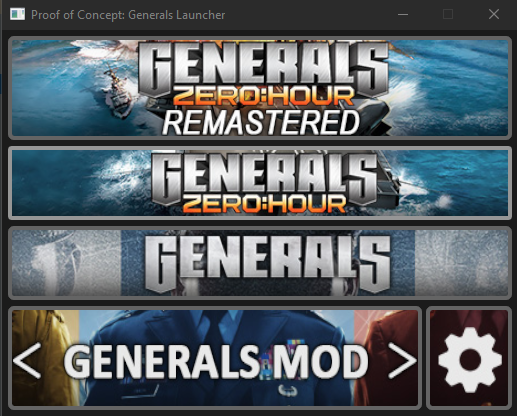 Proof of Concept: Generals Launcher
GENERALS
ZERO:HOUR
REMASTERED
GENERALS
ZERO:HOUR
GENERALS
< GENERALS MOD >